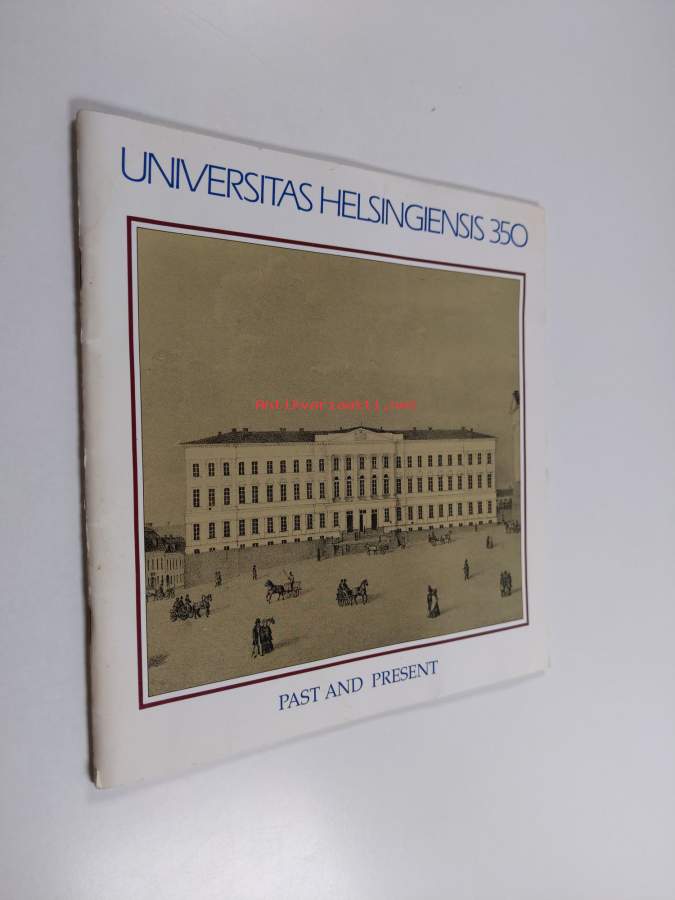 UNIVERSITAS HELSINGIENSIS 350
Antikvariaatti.net
PAST AND PRESENT